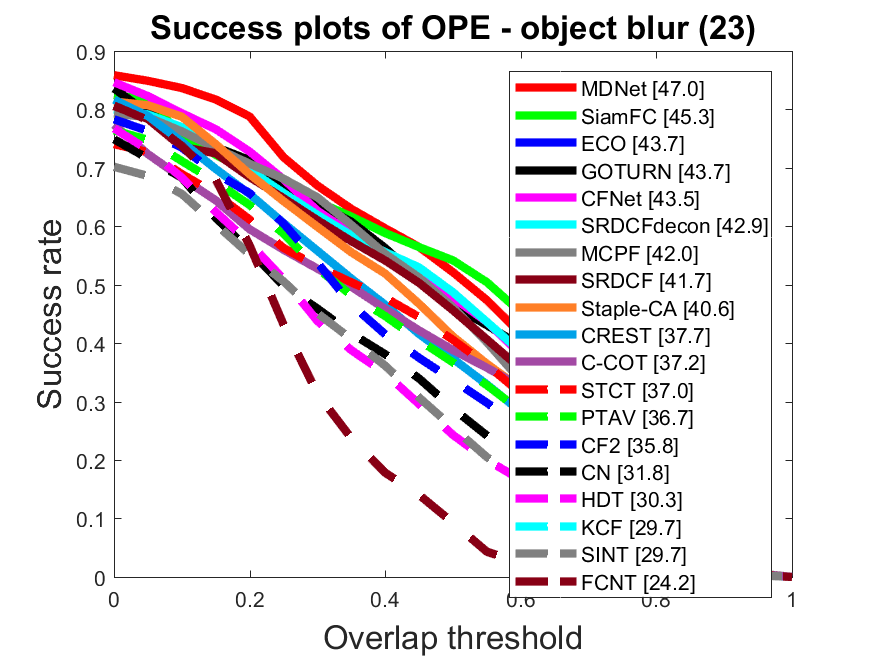 Success plots of OPE - object blur (23)
0.9
0.8
0.7
0.6
0.5
0.4
0.3
0.2
0.1
0
Success rate
MDNet [47.0]
SiamFC [45.3]
ECO [43.7]
GOTURN [43.7]
CFNet [43.5]
SRDCFdecon [42.9]
MCPF [42.0]
SRDCF [41.7]
Staple-CA [40.6]
CREST [37.7]
C-COT [37.2]
STCT [37.0]
PTAV [36.7]
CF2 [35.8]
CN [31.8]
HDT [30.3]
KCF [29.7]
SINT [29.7]
FCNT [24.2]
0 0.2 0.4 0.6 0.8 1
Overlap threshold